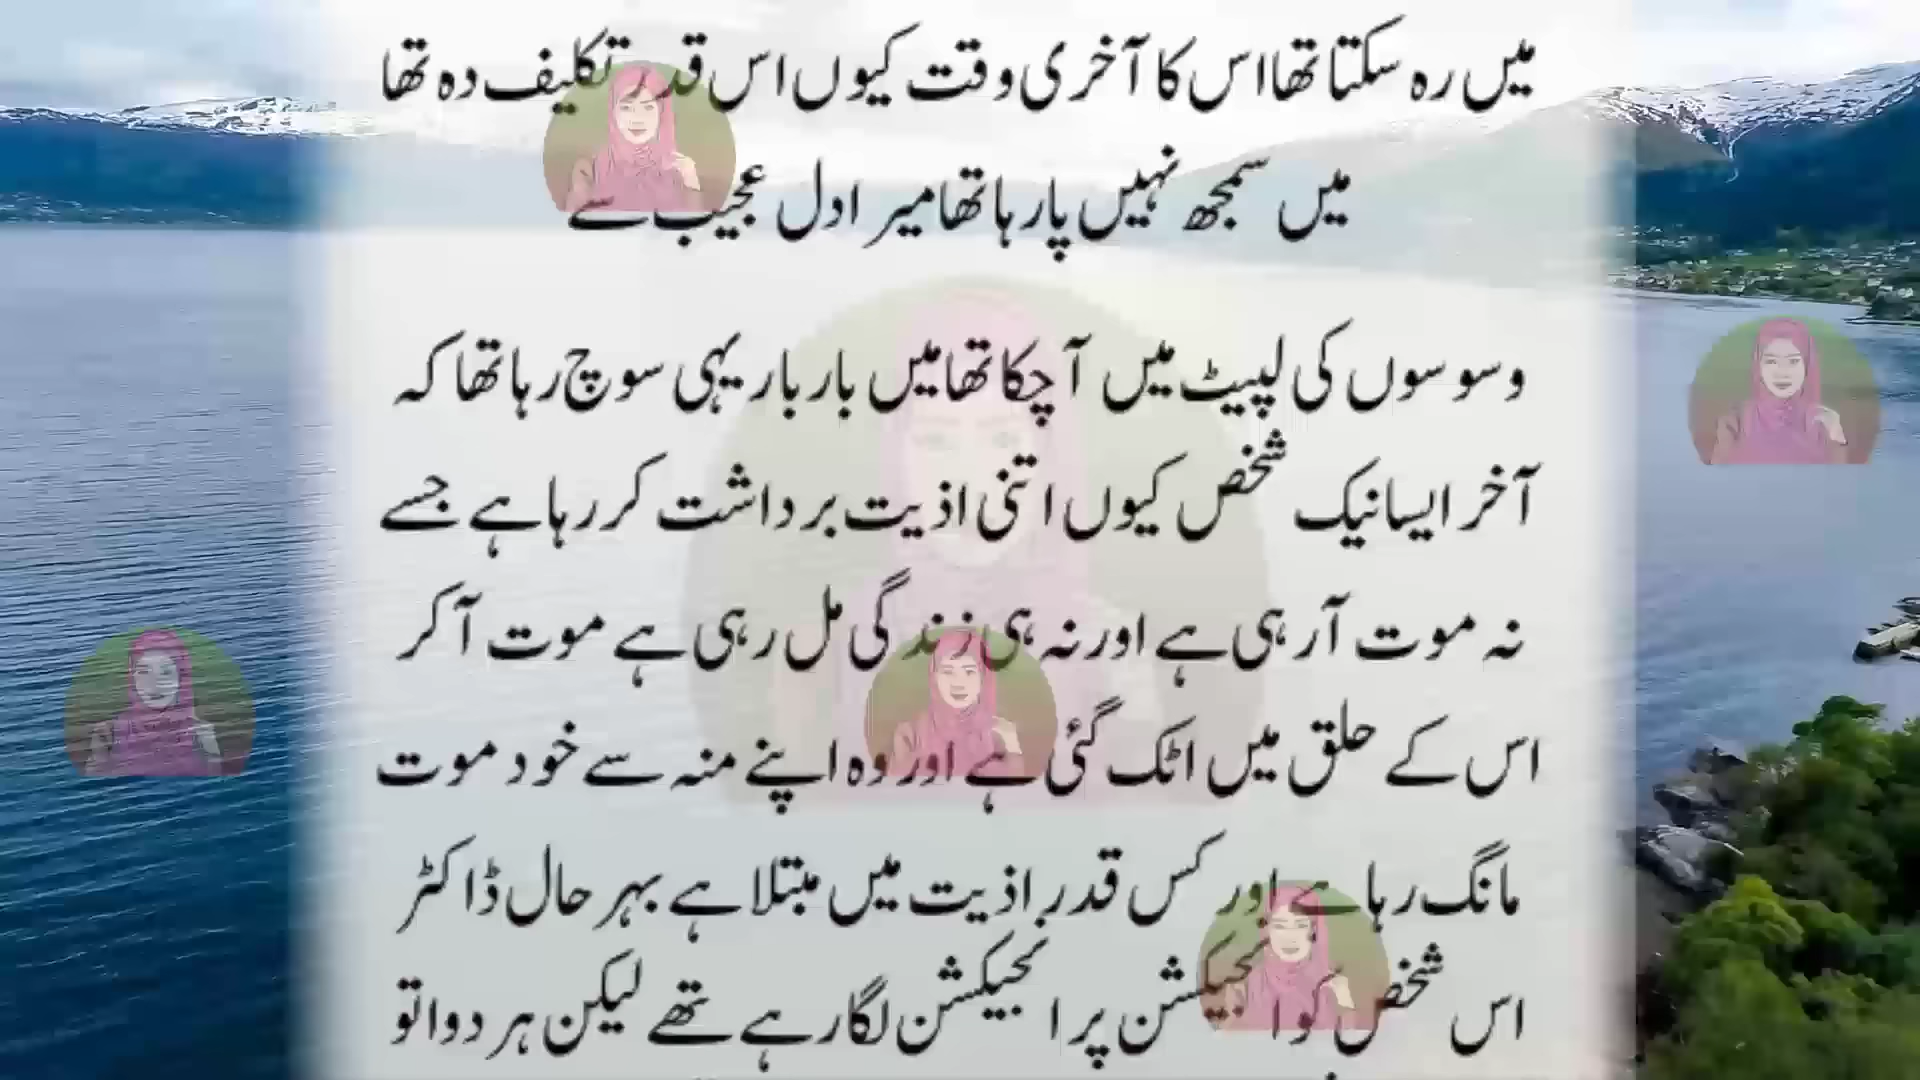 میں رہ سکتا تھا اس کا آخری وقت کیوں اس قدر تکلیف دہ تھا
میں سمجھ نہیں پا رہا تھا میرا دل عجیب سے
وسوسوں کی لپیٹ میں آ چکا تھا میں بار بار یہی سوچ رہا تھا کہ
آخر ایسا نیک شخص کیوں اتنی اذیت برداشت کر رہا ہے جسے
نہ موت آ رہی ہے اور نہ ہی زندگی مل رہی ہے موت آ کر
اس کے حلق میں اٹک گئی ہے اور وہ اپنے منہ سے خود موت
مانگ رہا ہے اور کس قدر اذیت میں مبتلا ہے بہر حال ڈاکٹر
اس شخص کو انجیکشن پر انجیکشن لگا رہے تھے لیکن ہر دوا تو